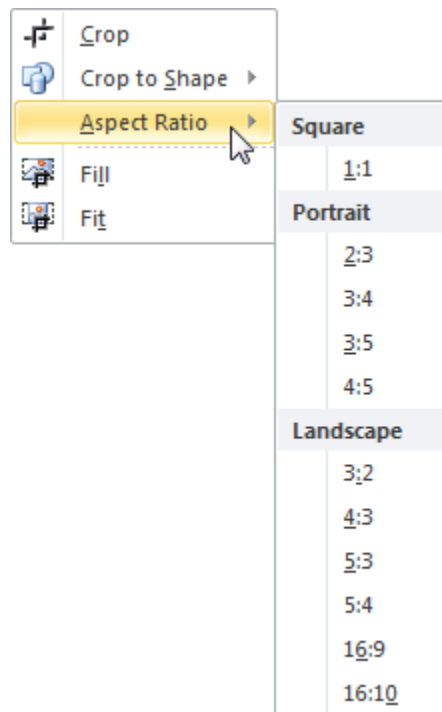 Crop
Crop to Shape
Aspect Ratio
Fill
Fit
Square
1:1
Portrait
2:3
3:4
3:5
4:5
Landscape
3:2
4:3
5:3
5:4
16:9
16:10